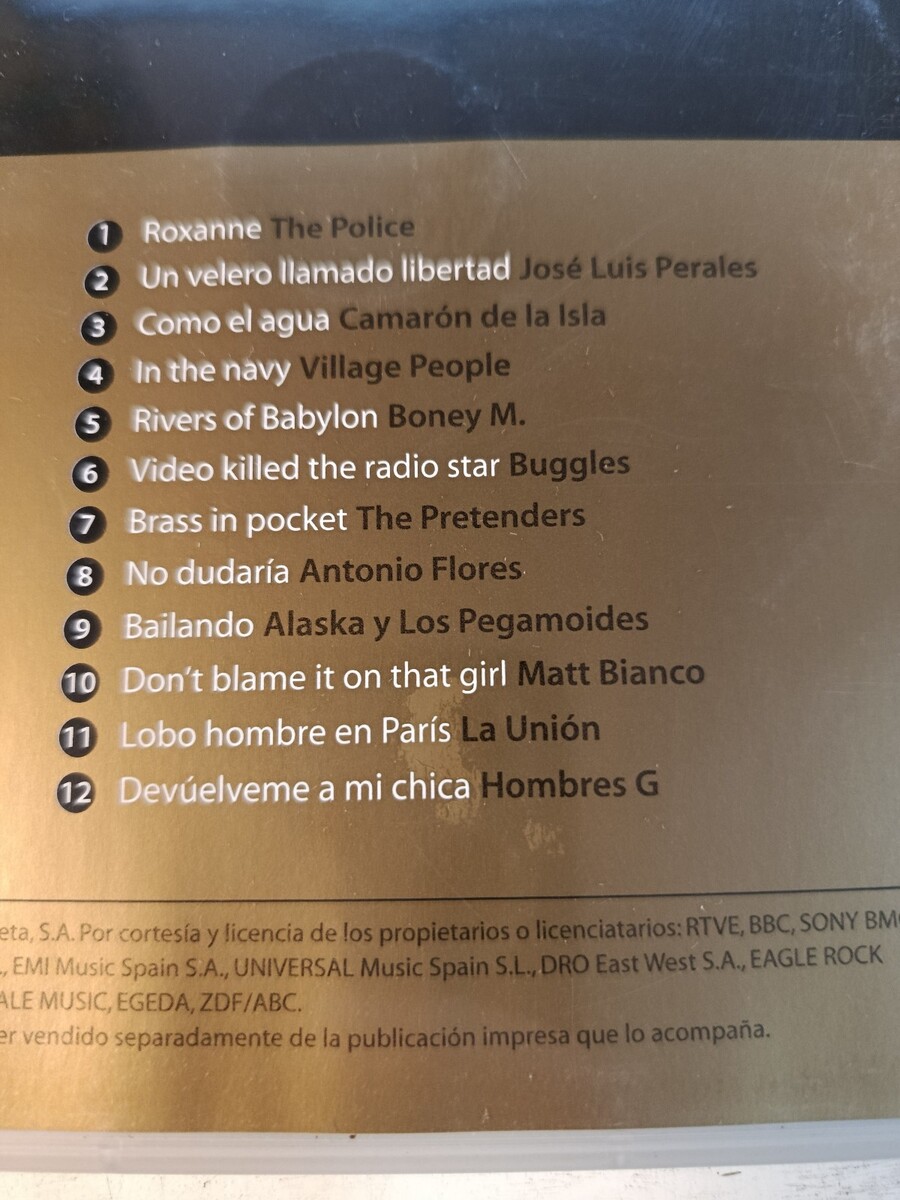 1 Roxanne The Police
2 Un velero llamado libertad José Luis Perales
3 Como el agua Camarón de la Isla
4 In the navy Village People
5 Rivers of Babylon Boney M.
6 Video killed the radio star Buggles
7 Brass in pocket The Pretenders
8 No dudaría Antonio Flores
9 Bailando Alaska y Los Pegamoides
10 Don't blame it on that girl Matt Bianco
11 Lobo hombre en París La Unión
12 Devúelveme a mi chica Hombres G
eta, S.A. Por cortesía y licencia de los propietarios o licenciatarios: RTVE, BBC, SONY BM
., EMI Music Spain S.A., UNIVERSAL Music Spain S.L., DRO East West S.A., EAGLE ROCK
ALE MUSIC, EGEDA, ZDF/ABC.
er vendido separadamente de la publicación impresa que lo acompaña.